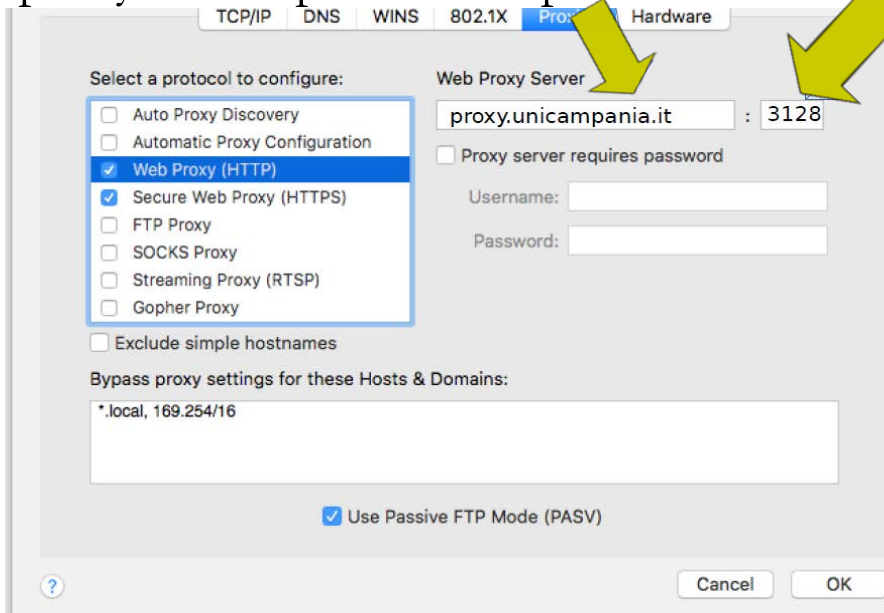 TCP/IP DNS WINS 802.1X Hardware
Select a protocol to configure:
Web Proxy Server
Auto Proxy Discovery
proxy.unicampania.it : 3128
Automatic Proxy Configuration
Proxy server requires password
Web Proxy (HTTP)
Secure Web Proxy (HTTPS)
Username:
FTP Proxy
SOCKS Proxy
Password:
Streaming Proxy (RTSP)
Gopher Proxy
Exclude simple hostnames
Bypass proxy settings for these Hosts & Domains:
*.local, 169.254/16
Use Passive FTP Mode (PASV)
? Cancel OK